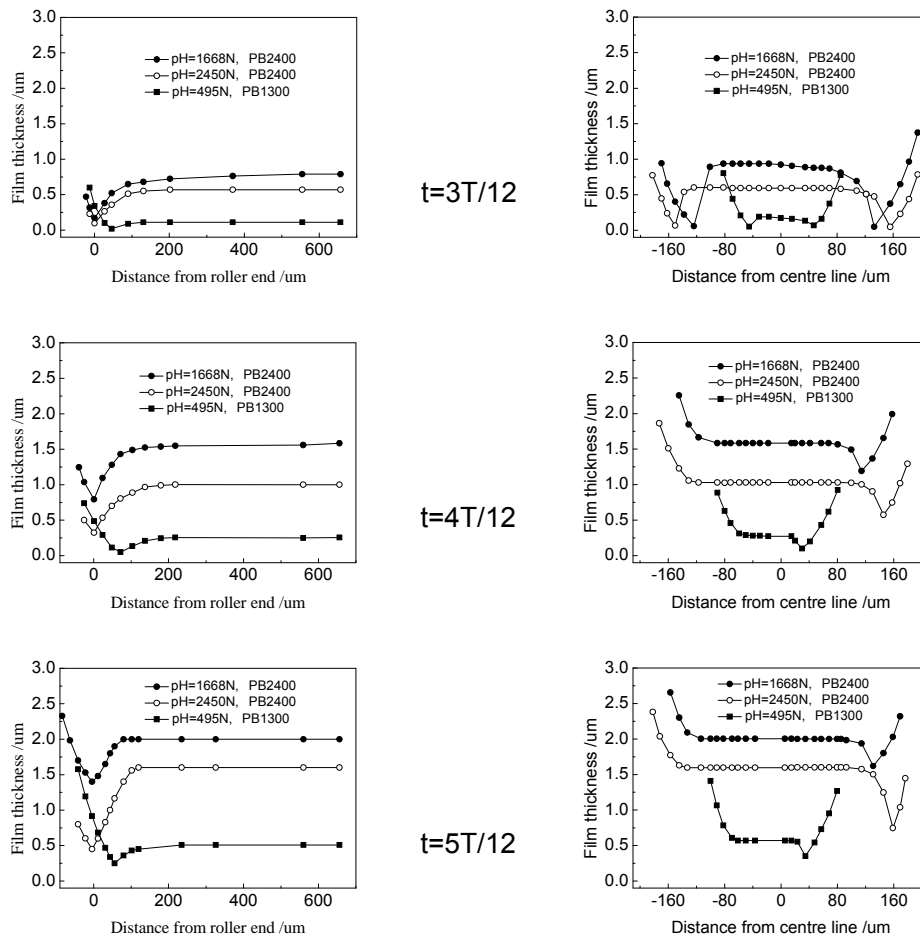 3.0
2.5
2.0
1.5
1.0
0.5
0.0
Film thickness /um
pH=1668N, PB2400
pH=2450N, PB2400
pH=495N, PB1300
0 200 400 600
Distance from roller end /um
t=3T/12
3.0
2.5
2.0
1.5
1.0
0.5
0.0
Film thickness /um
pH=1668N, PB2400
pH=2450N, PB2400
pH=495N, PB1300
-160 -80 0 80 160
Distance from centre line /um
3.0
2.5
2.0
1.5
1.0
0.5
0.0
Film thickness /um
pH=1668N, PB2400
pH=2450N, PB2400
pH=495N, PB1300
0 200 400 600
Distance from roller end /um
t=4T/12
3.0
2.5
2.0
1.5
1.0
0.5
0.0
Film thickness /um
pH=1668N, PB2400
pH=2450N, PB2400
pH=495N, PB1300
-160 -80 0 80 160
Distance from centre line /um
3.0
2.5
2.0
1.5
1.0
0.5
0.0
Film thickness /um
pH=1668N, PB2400
pH=2450N, PB2400
pH=495N, PB1300
0 200 400 600
Distance from roller end /um
t=5T/12
3.0
2.5
2.0
1.5
1.0
0.5
0.0
Film thickness /um
pH=1668N, PB2400
pH=2450N, PB2400
pH=495N, PB1300
-160 -80 0 80 160
Distance from centre line /um